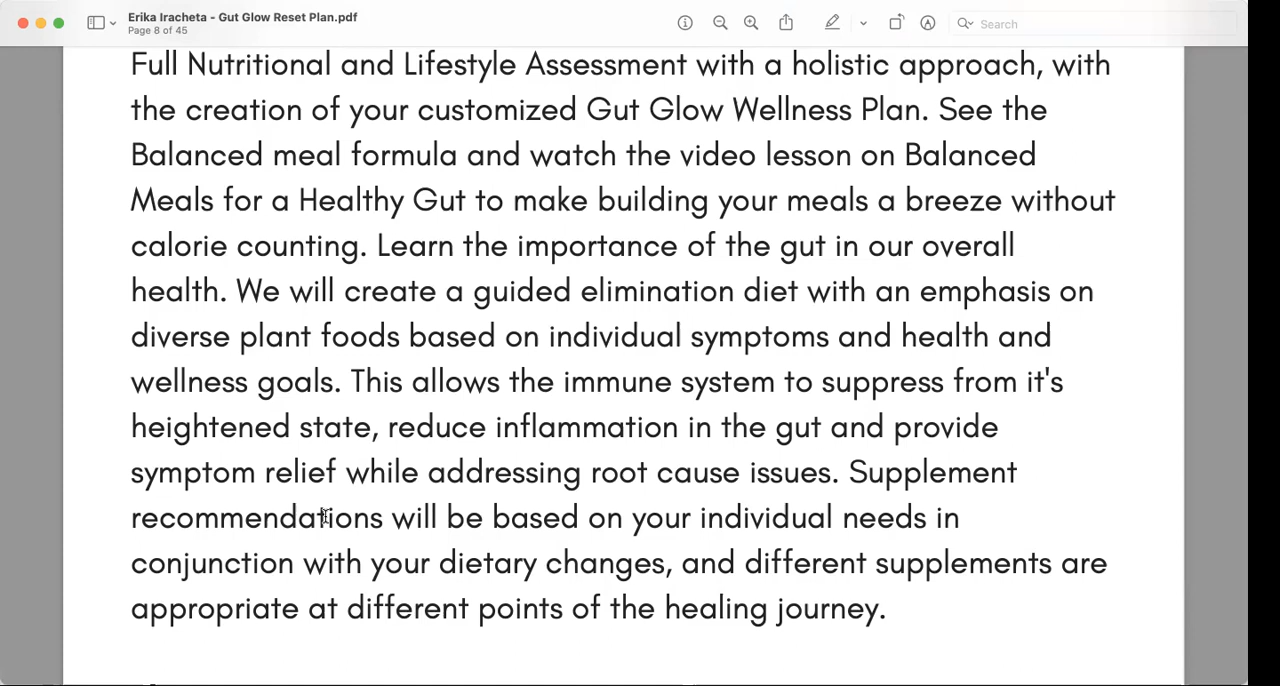 Erika Iracheta - Gut Glow Reset Plan.pdf
Page 8 of 45
Search
Full Nutritional and Lifestyle Assessment with a holistic approach, with
the creation of your customized Gut Glow Wellness Plan. See the
Balanced meal formula and watch the video lesson on Balanced
Meals for a Healthy Gut to make building your meals a breeze without
calorie counting. Learn the importance of the gut in our overall
health. We will create a guided elimination diet with an emphasis on
diverse plant foods based on individual symptoms and health and
wellness goals. This allows the immune system to suppress from it's
heightened state, reduce inflammation in the gut and provide
symptom relief while addressing root cause issues. Supplement
recommendations will be based on your individual needs in
conjunction with your dietary changes, and different supplements are
appropriate at different points of the healing journey.